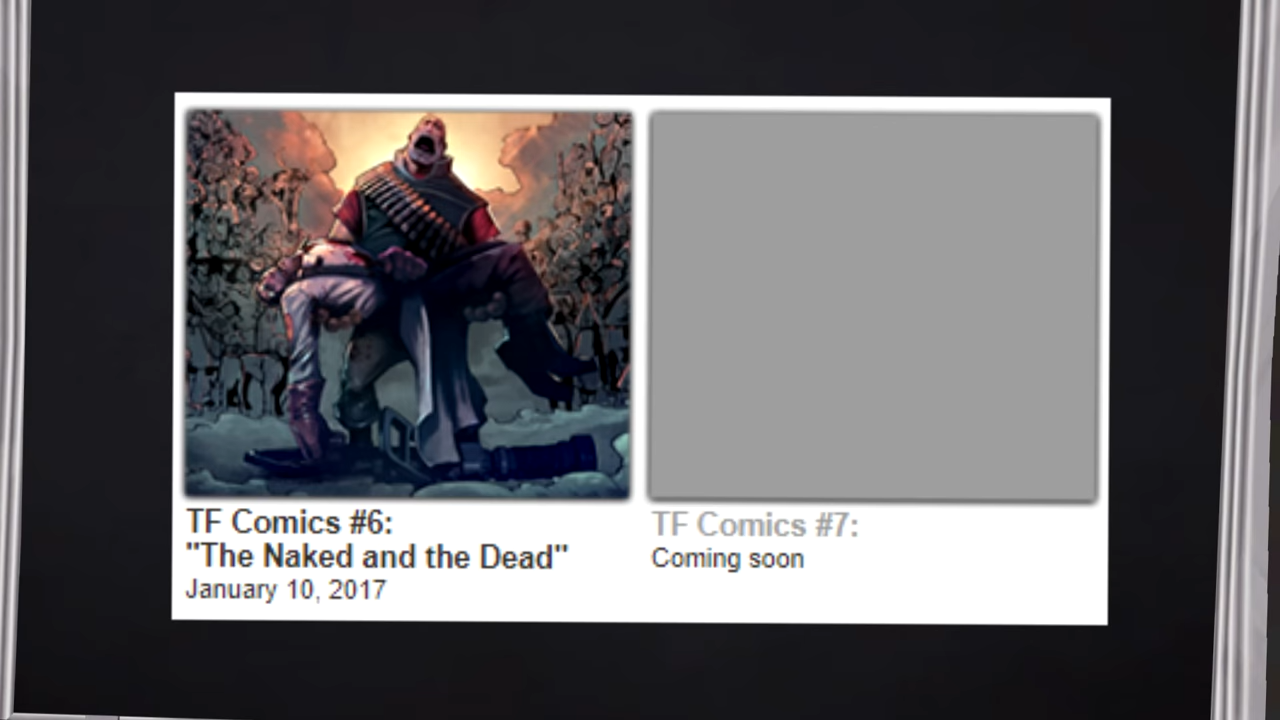 TF Comics #6:
"The Naked and the Dead"
January 10, 2017
TF Comics #7:
Coming soon